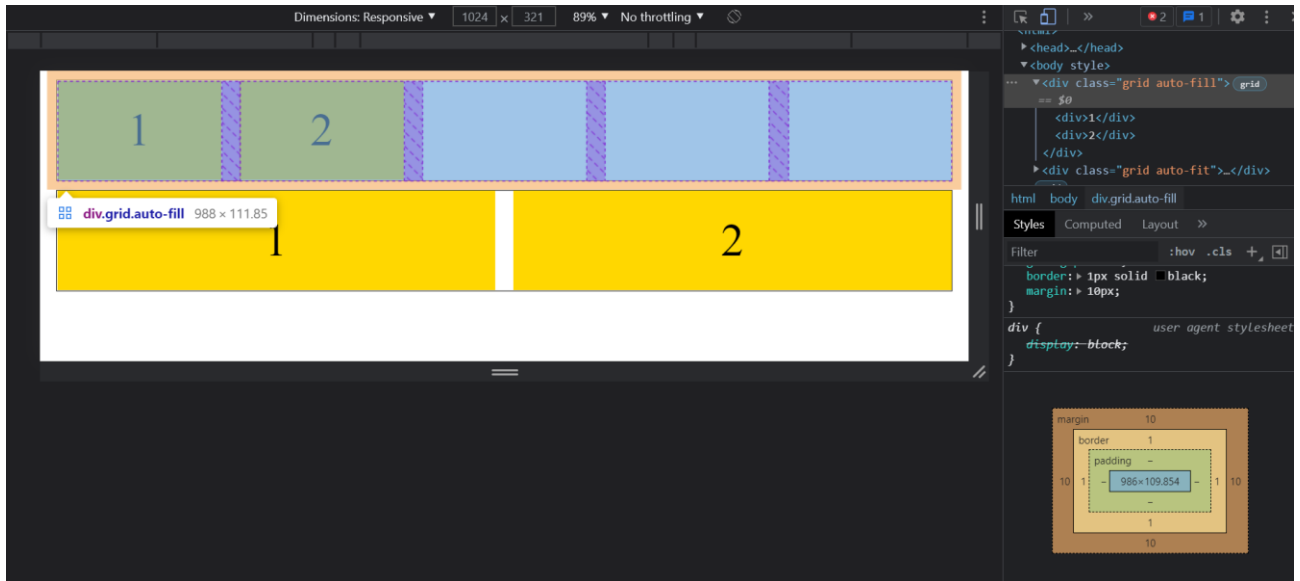 Dimensions: Responsive ▼ 1024 × 321 89% ▼ No throttling ▼
1 2
div.grid.auto-fill 988 × 111.85
1 2
» 2 1
<html>
▶<head>…</head>
▼<body style>
··· ▼<div class="grid auto-fill"> grid
== $0
<div>1</div>
<div>2</div>
</div>
▶<div class="grid auto-fit">…</div>
html body div.grid.auto-fill
Styles Computed Layout »
Filter :hov .cls +
border: ▶ 1px solid black;
margin: ▶ 10px;
}
div { user agent stylesheet
display: block;
}
margin 10
border 1
padding –
10 1 – 986×109.854 – 1 10
–
1
10